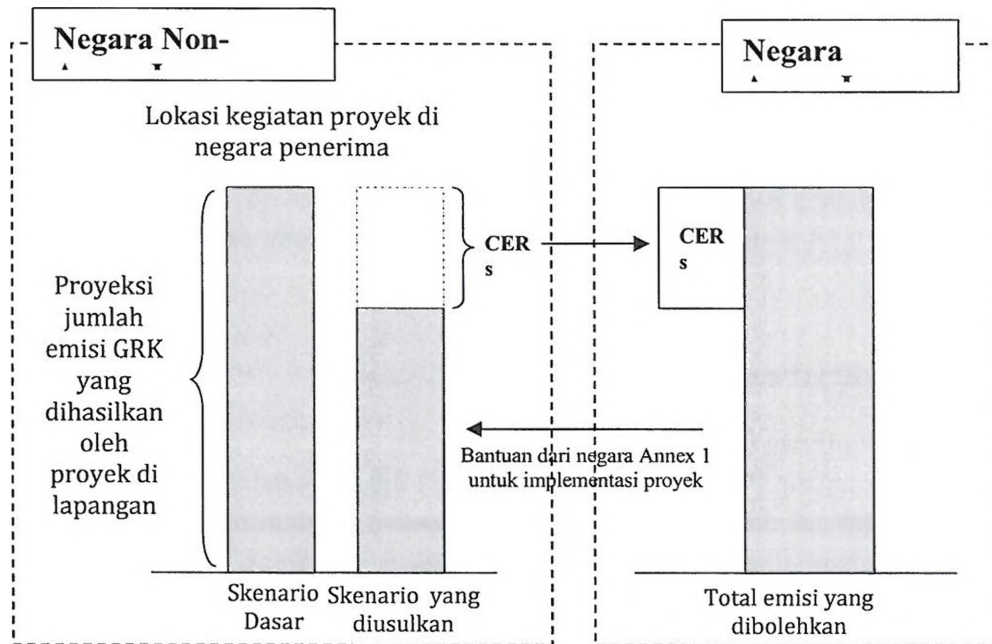 Negara Non-
Negara
Lokasi kegiatan proyek di
negara penerima
Proyeksi
jumlah
emisi GRK
yang
dihasilkan
oleh
proyek di
lapangan
CER
s
CER
s
Bantuan dari negara Annex 1
untuk implementasi proyek
Skenario
Dasar
Skenario yang
diusulkan
Total emisi yang
dibolehkan